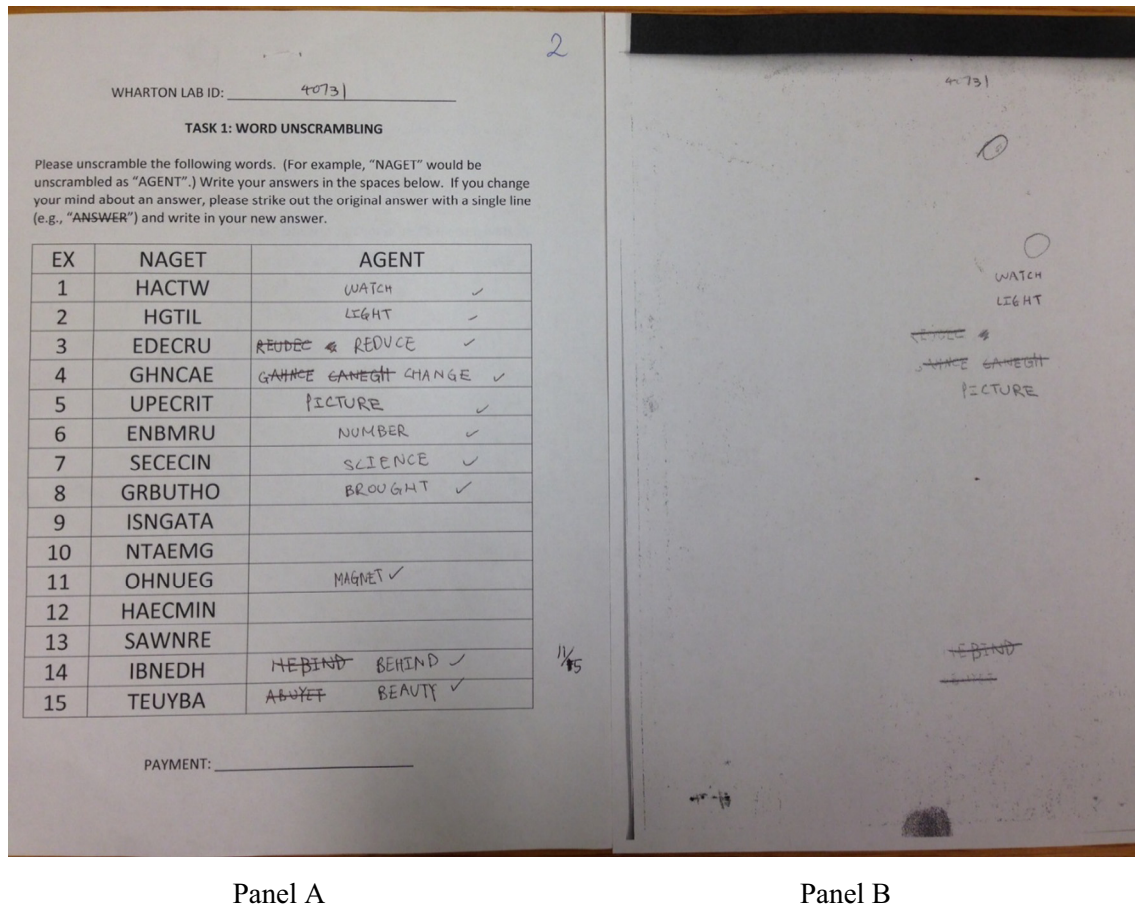 2
WHARTON LAB ID: 40731
TASK 1: WORD UNSCRAMBLING
Please unscramble the following words. (For example, “NAGET” would be
unscrambled as “AGENT”.) Write your answers in the spaces below. If you change
your mind about an answer, please strike out the original answer with a single line
(e.g., “ANSWER”) and write in your new answer.
EX NAGET AGENT
1 HACTW WATCH ✓
2 HGTIL LIGHT ✓
3 EDECRU REUDEC REDUCE ✓
4 GHNCAE GAHNCE GANEGH CHANGE ✓
5 UPECRIT PICTURE ✓
6 ENBMRU NUMBER ✓
7 SECECIN SCIENCE ✓
8 GRBUTHO BROUGHT ✓
9 ISNGATA
10 NTAEMG
11 OHNUEG MAGNET ✓
12 HAECMIN
13 SAWNRE
14 IBNEDH HEBIND BEHIND ✓
15 TEUYBA ABUYET BEAUTY ✓
11/15
PAYMENT:
40731
WATCH
LIGHT
REUDEC
GAHNCE GANEGH
PICTURE
HEBIND
Panel A
Panel B